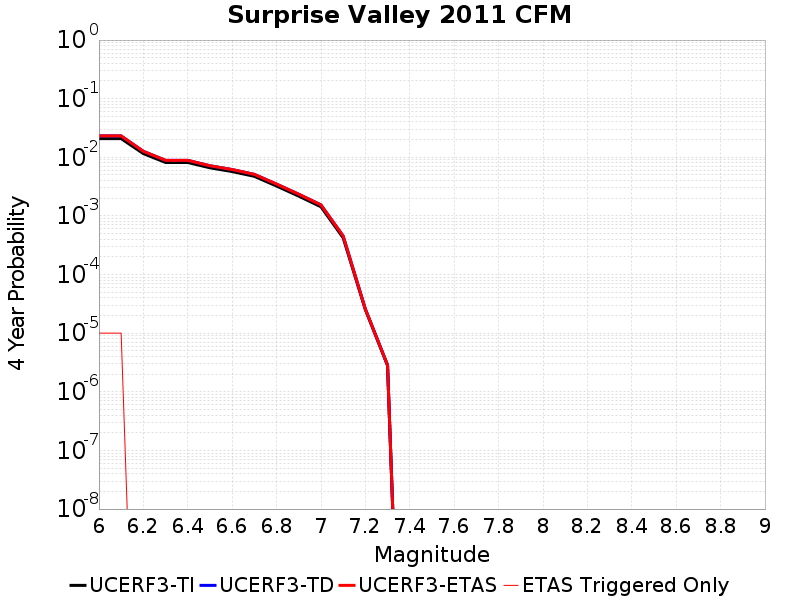 Surprise Valley 2011 CFM
4 Year Probability
10^0
10^-1
10^-2
10^-3
10^-4
10^-5
10^-6
10^-7
10^-8
6 6.2 6.4 6.6 6.8 7 7.2 7.4 7.6 7.8 8 8.2 8.4 8.6 8.8 9
Magnitude
UCERF3-TI UCERF3-TD UCERF3-ETAS ETAS Triggered Only